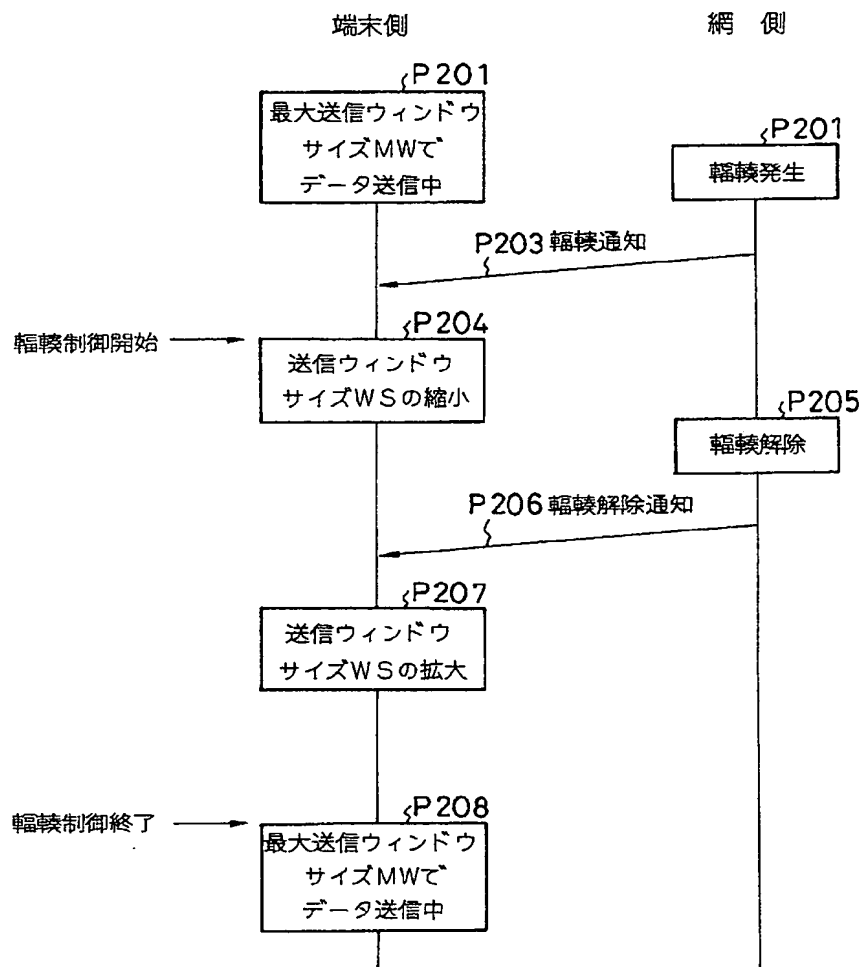 端末側
網 側
P201
最大送信ウィンドウ
サイズMWで
データ送信中
P201
輻輳発生
P203 輻輳通知
輻輳制御開始
P204
送信ウィンドウ
サイズWSの縮小
P205
輻輳解除
P206 輻輳解除通知
P207
送信ウィンドウ
サイズWSの拡大
輻輳制御終了
P208
最大送信ウィンドウ
サイズMWで
データ送信中